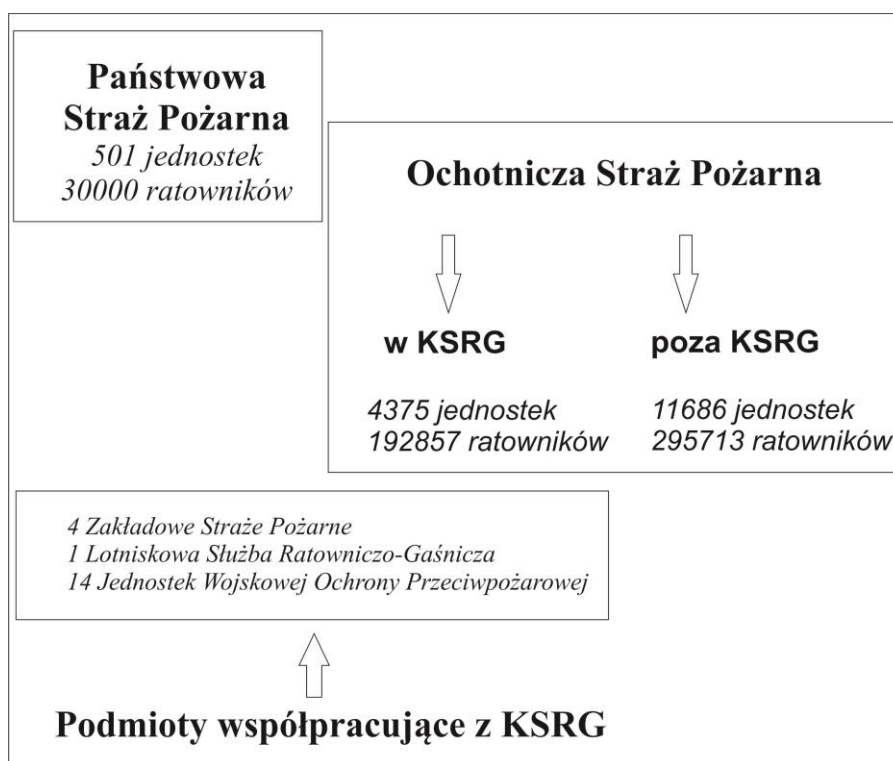 Państwowa
Straż Pożarna
501 jednostek
30000 ratowników
Ochotnicza Straż Pożarna
w KSRG
4375 jednostek
192857 ratowników
poza KSRG
11686 jednostek
295713 ratowników
4 Zakładowe Straże Pożarne
1 Lotniskowa Służba Ratowniczo-Gaśnicza
14 Jednostek Wojskowej Ochrony Przeciwpożarowej
Podmioty współpracujące z KSRG